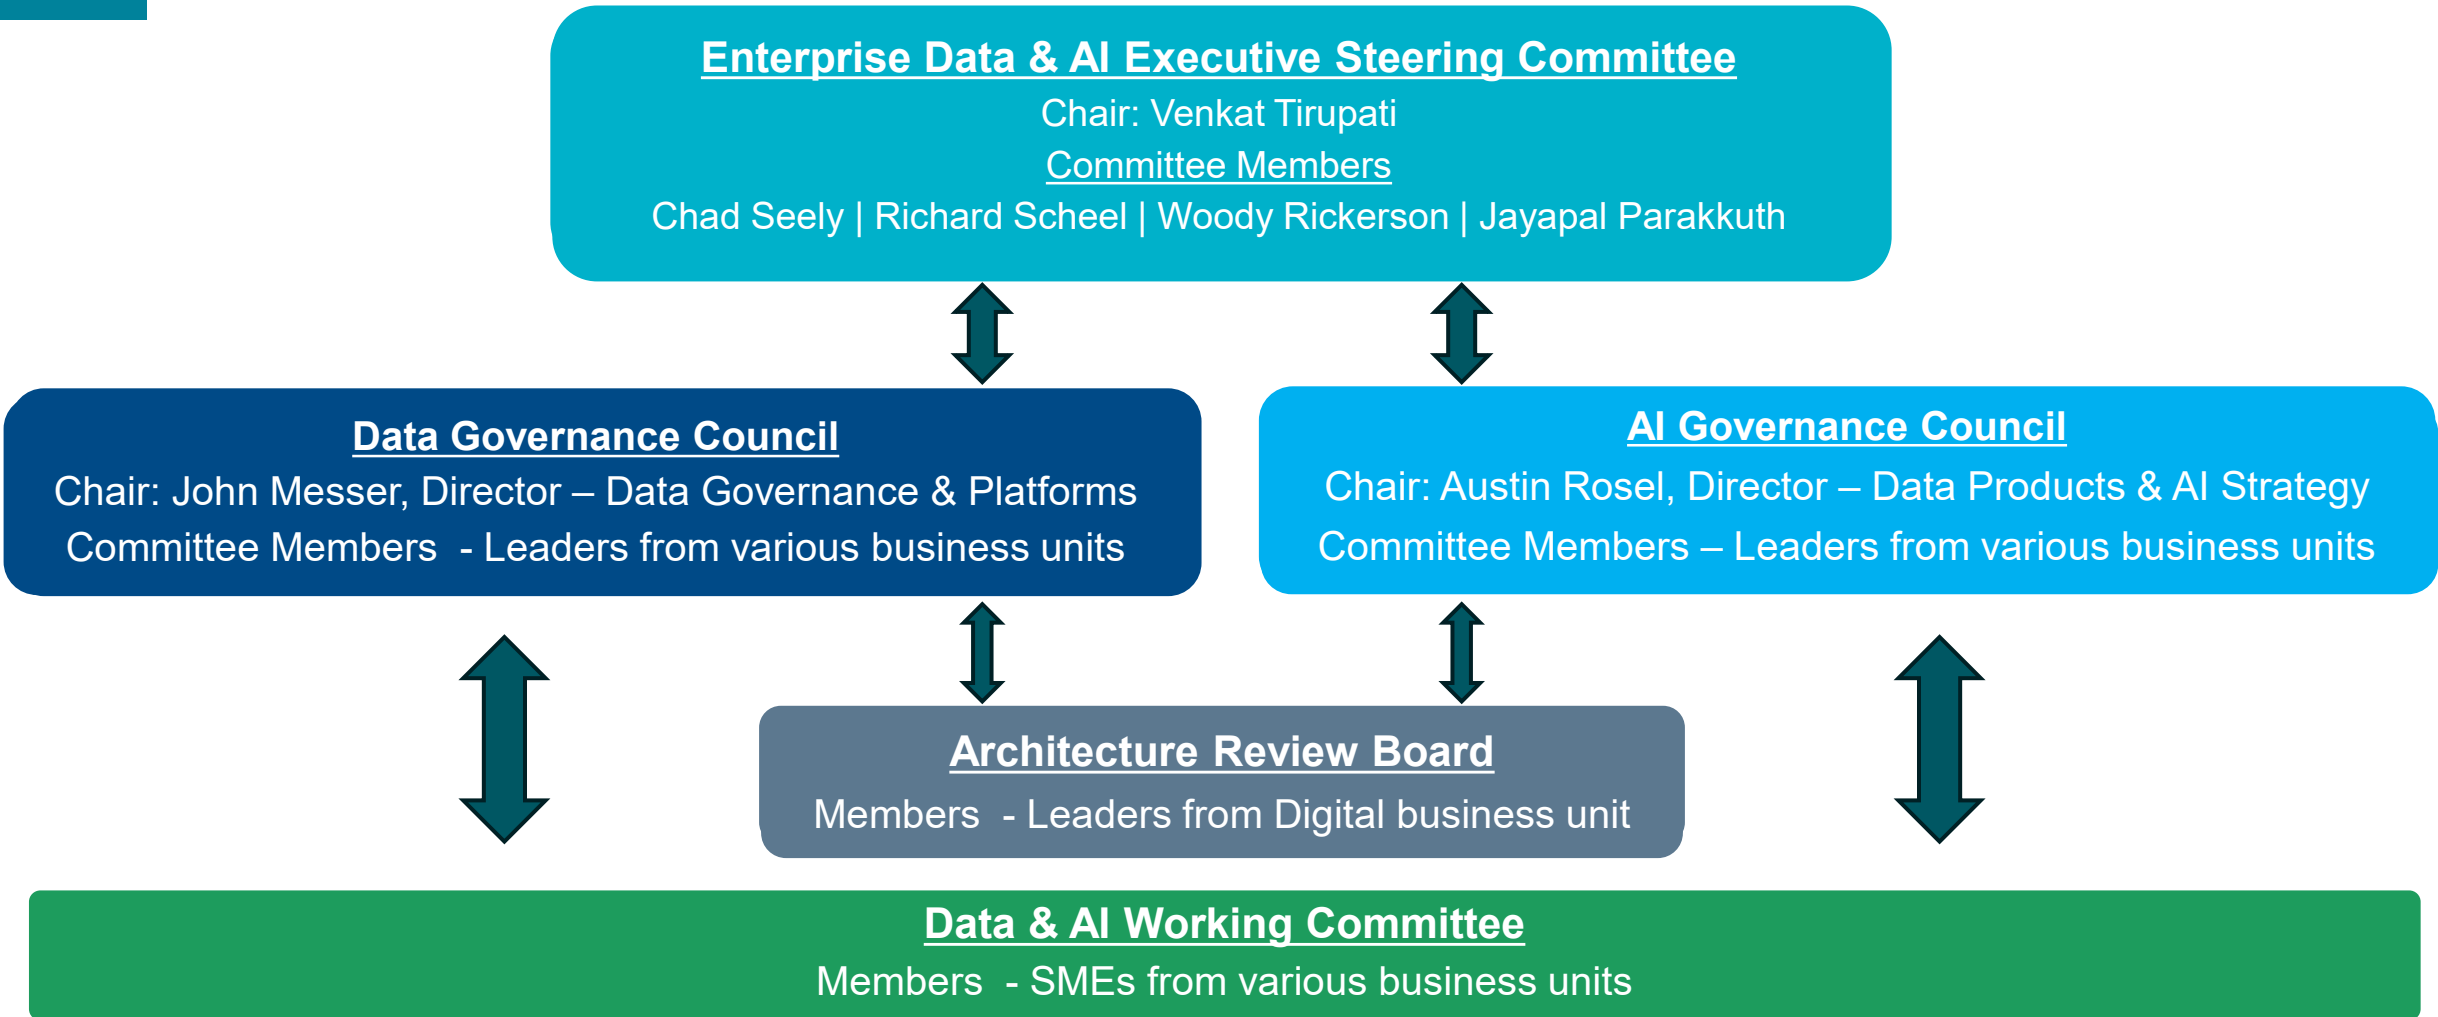 Enterprise Data & AI Executive Steering Committee
Chair: Venkat Tirupati
Committee Members
Chad Seely | Richard Scheel | Woody Rickerson | Jayapal Parakkuth
Data Governance Council
Chair: John Messer, Director – Data Governance & Platforms
Committee Members  - Leaders from various business units
AI Governance Council
Chair: Austin Rosel, Director – Data Products & AI Strategy
Committee Members – Leaders from various business units
Architecture Review Board
Members  - Leaders from Digital business unit
Data & AI Working Committee
Members  - SMEs from various business units